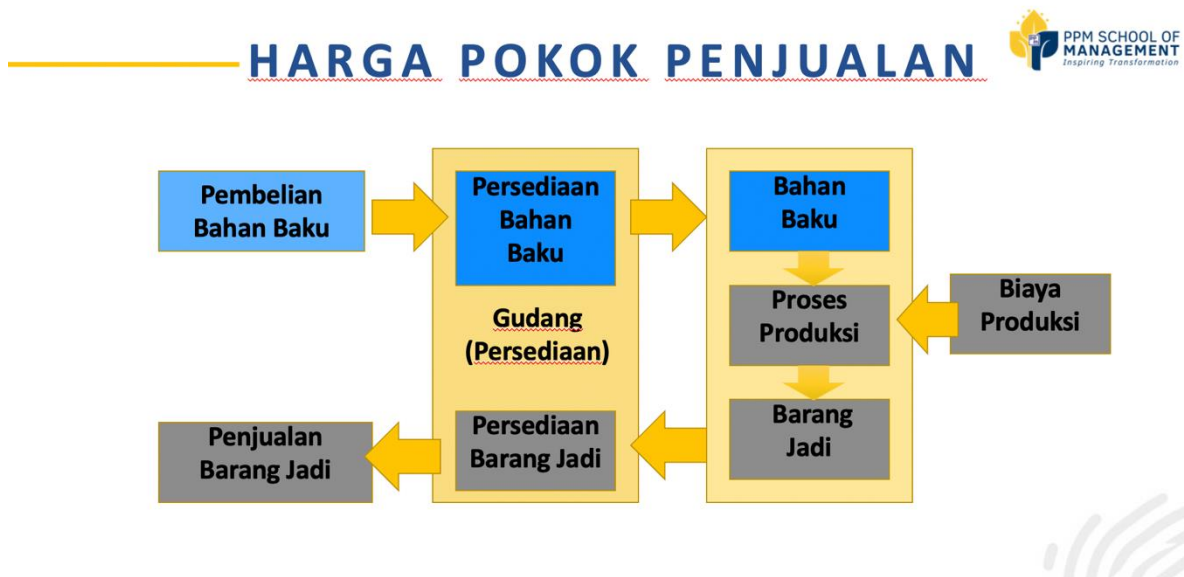 HARGA POKOK PENJUALAN
PPM SCHOOL OF
MANAGEMENT
Inspiring Transformation
Pembelian
Bahan Baku
Persediaan
Bahan
Baku
Bahan
Baku
Gudang
(Persediaan)
Proses
Produksi
Biaya
Produksi
Penjualan
Barang Jadi
Persediaan
Barang Jadi
Barang
Jadi